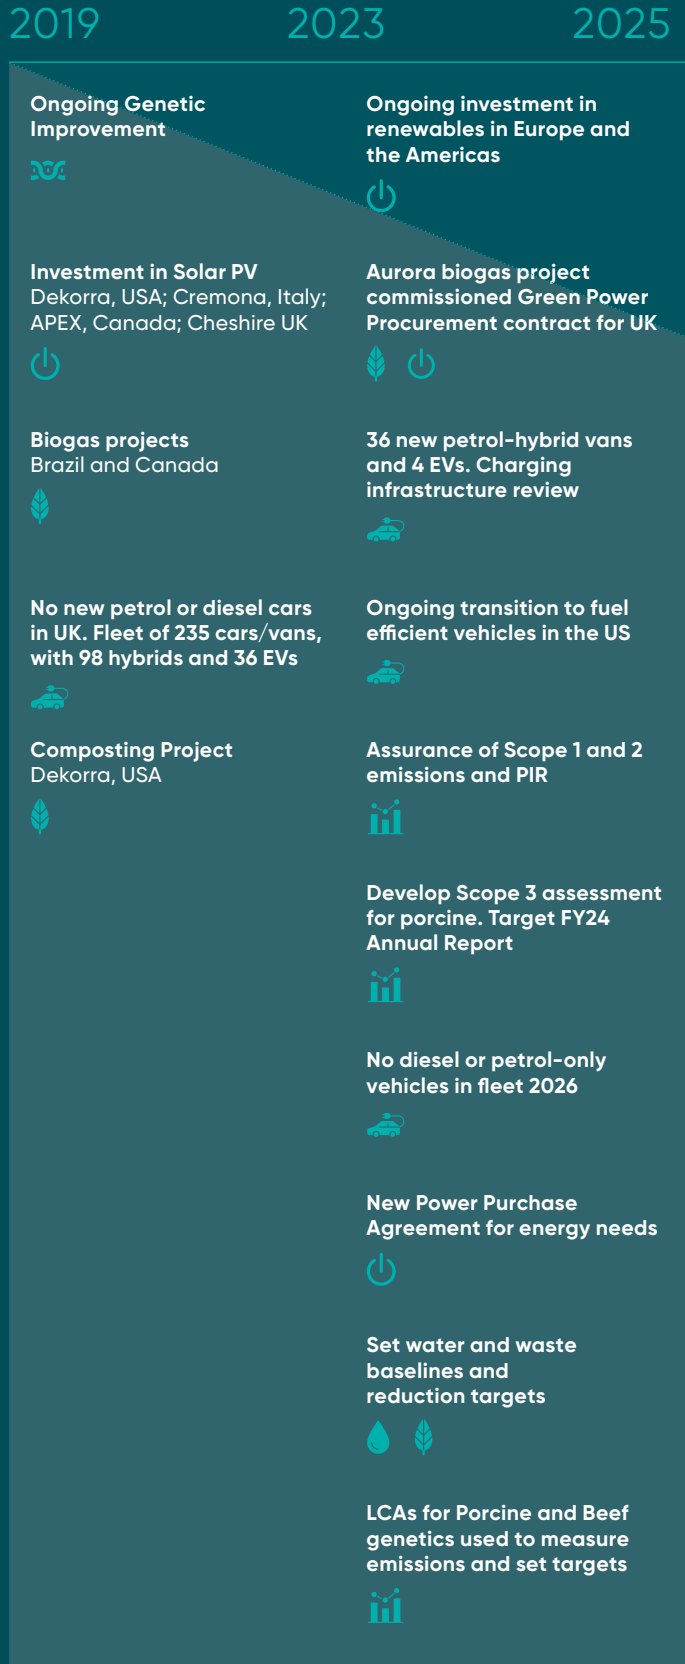 2019
2023
2025
Ongoing Genetic
Improvement
Investment in Solar PV
Dekorra, USA; Cremona, Italy;
APEX, Canada; Cheshire UK
Biogas projects
Brazil and Canada
No new petrol or diesel cars
in UK. Fleet of 235 cars/vans,
with 98 hybrids and 36 EVs
Composting Project
Dekorra, USA
Ongoing investment in
renewables in Europe and
the Americas
Aurora biogas project
commissioned Green Power
Procurement contract for UK
36 new petrol-hybrid vans
and 4 EVs. Charging
infrastructure review
Ongoing transition to fuel
efficient vehicles in the US
Assurance of Scope 1 and 2
emissions and PIR
Develop Scope 3 assessment
for porcine. Target FY24
Annual Report
No diesel or petrol-only
vehicles in fleet 2026
New Power Purchase
Agreement for energy needs
Set water and waste
baselines and
reduction targets
LCAs for Porcine and Beef
genetics used to measure
emissions and set targets